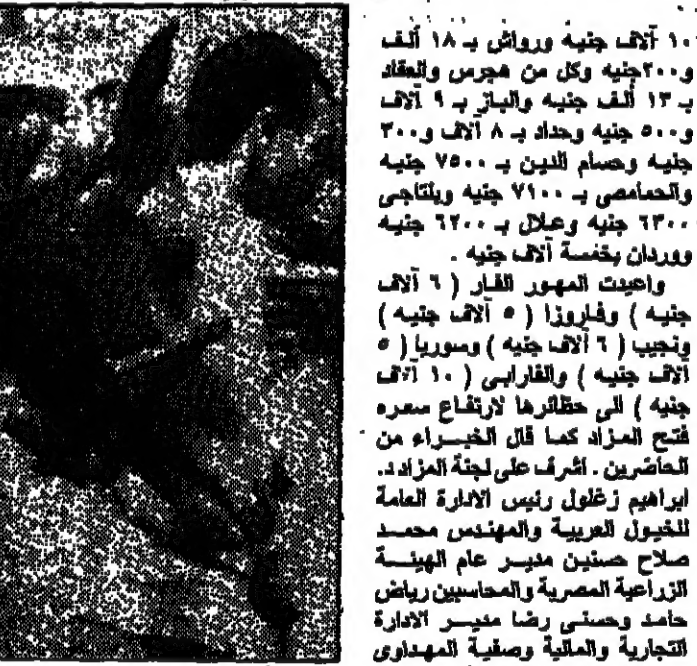 ١٠ آلاف جنيه ورواش بـ ١٨ ألف
و٢٠٠جنيه وكل من هجرس والعقاد
بـ ١٣ ألف جنيه والباز بـ ٩ آلاف
و٥٠٠ جنيه وحداد بـ ٨ آلاف و٣٠٠
جنيه وحسام الدين بـ ٧٥٠٠ جنيه
والحمامصى بـ ٧١٠٠ جنيه ويلتاجى
٦٣٠٠ جنيه وعلال بـ ٦٢٠٠ جنيه
ووردان بخمسة آلاف جنيه .
واعيدت المهور القار ( ٦ آلاف
جنيه ) وفاروزا ( ٥ آلاف جنيه )
ونجيب ( ٦ آلاف جنيه ) وسوريا ( ٥
آلاف جنيه ) والفارابى ( ١٠ آلاف
جنيه ) الى حظائرها لارتفاع سعره
فتح المزاد كما قال الخبراء من
الحاضرين . اشرف على لجنة المزاد د.
ابراهيم زغلول رئيس الادارة العامة
للخيول العربية والمهندس محمد
صلاح حسنين مدير عام الهيئة
الزراعية المصرية والمحاسبين رياض
حامد وحسنى رضا مدير الادارة
التجارية والمالية وصفية المهداوى